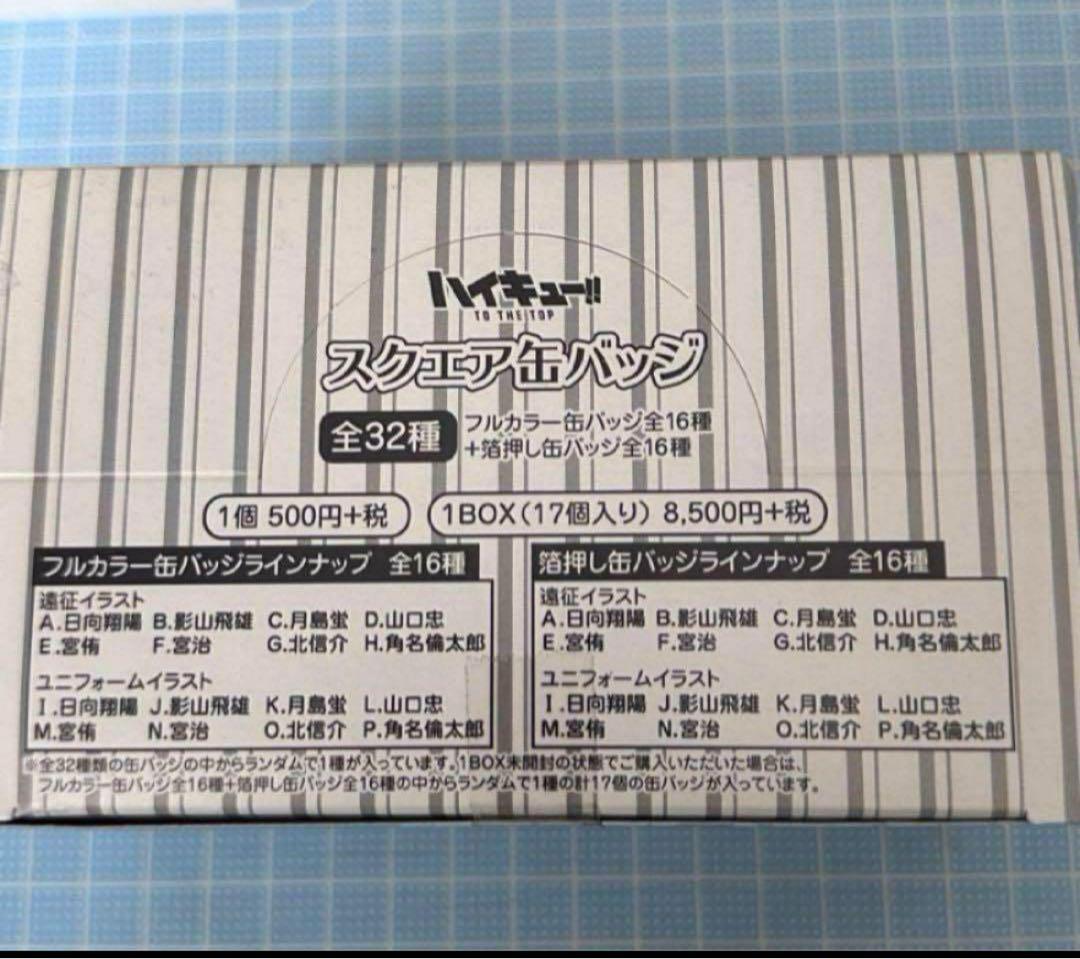 ハイキュー!!
TO THE TOP
スクエア缶バッジ
全32種
フルカラー缶バッジ全16種
+箔押し缶バッジ全16種
1個 500円+税
1BOX(17個入り) 8,500円+税
フルカラー缶バッジラインナップ 全16種
遠征イラスト
A.日向翔陽 B.影山飛雄 C.月島蛍 D.山口忠
E.宮侑 F.宮治 G.北信介 H.角名倫太郎
ユニフォームイラスト
I.日向翔陽 J.影山飛雄 K.月島蛍 L.山口忠
M.宮侑 N.宮治 O.北信介 P.角名倫太郎
箔押し缶バッジラインナップ 全16種
遠征イラスト
A.日向翔陽 B.影山飛雄 C.月島蛍 D.山口忠
E.宮侑 F.宮治 G.北信介 H.角名倫太郎
ユニフォームイラスト
I.日向翔陽 J.影山飛雄 K.月島蛍 L.山口忠
M.宮侑 N.宮治 O.北信介 P.角名倫太郎
※全32種類の缶バッジの中からランダムで1種が入っています。1BOX未開封の状態でご購入いただいた場合は、
フルカラー缶バッジ全16種+箔押し缶バッジ全16種の中からランダムで1種の計17個の缶バッジが入っています。